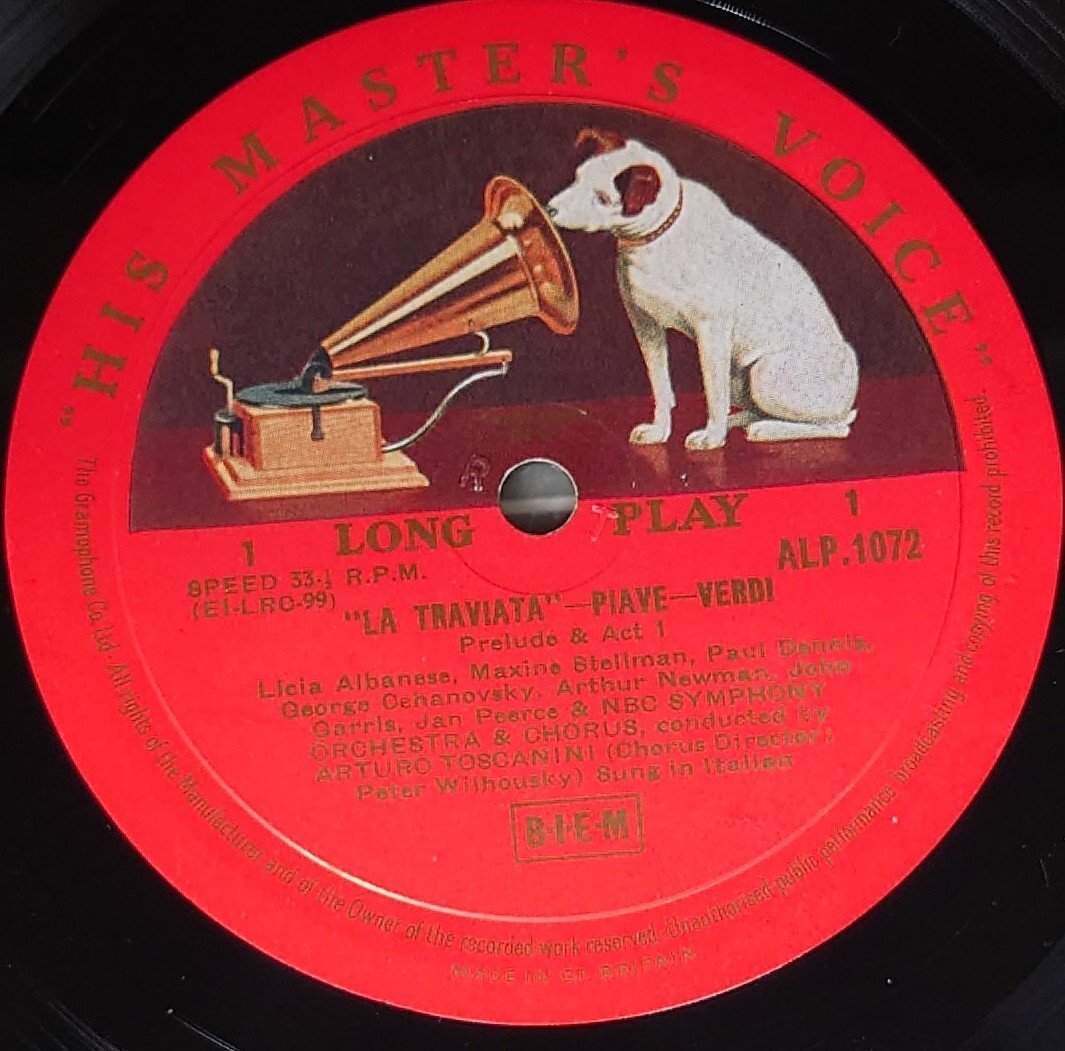 "HIS MASTER'S VOICE"
1 LONG PLAY 1
SPEED 33-⅓ R.P.M.
ALP.1072
(EI-LRC-99)
"LA TRAVIATA"—PIAVE—VERDI
Prelude & Act 1
Licia Albanese, Maxine Stellman, Paul Dennis,
George Cehanovsky, Arthur Newman, John
Garris, Jan Peerce & NBC SYMPHONY
ORCHESTRA & CHORUS, conducted by
ARTURO TOSCANINI (Chorus Director:
Peter Wilhousky) Sung in Italian
B·I·E·M
The Gramophone Co. Ltd. All rights of the Manufacturer and of the Owner of the recorded work reserved. Unauthorised public performance broadcasting and copying of this record prohibited.
MADE IN GT. BRITAIN